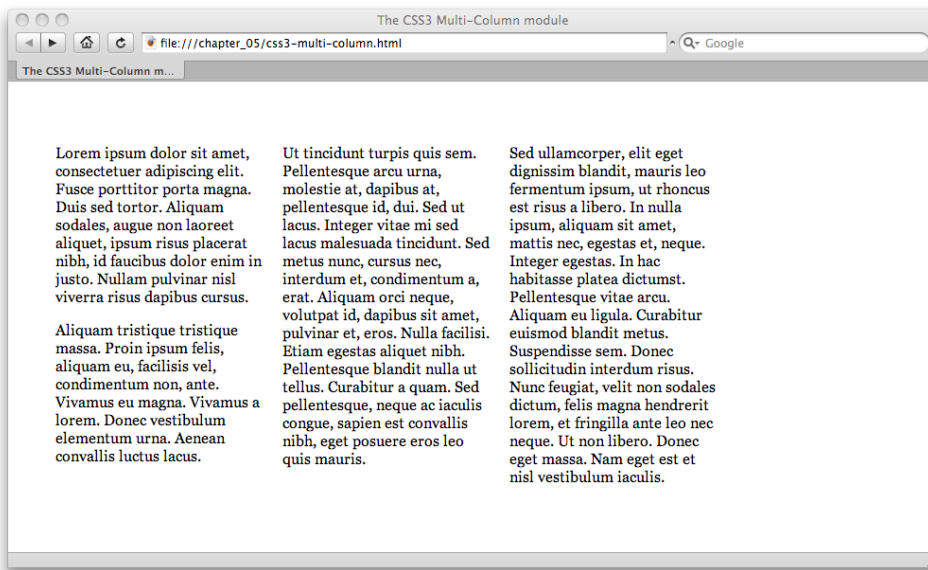 The CSS3 Multi-Column module
file:///chapter_05/css3-multi-column.html
Google
The CSS3 Multi-Column m...
Lorem ipsum dolor sit amet,
consectetuer adipiscing elit.
Fusce porttitor porta magna.
Duis sed tortor. Aliquam
sodales, augue non laoreet
aliquet, ipsum risus placerat
nibh, id faucibus dolor enim in
justo. Nullam pulvinar nisl
viverra risus dapibus cursus.
Aliquam tristique tristique
massa. Proin ipsum felis,
aliquam eu, facilisis vel,
condimentum non, ante.
Vivamus eu magna. Vivamus a
lorem. Donec vestibulum
elementum urna. Aenean
convallis luctus lacus.
Ut tincidunt turpis quis sem.
Pellentesque arcu urna,
molestie at, dapibus at,
pellentesque id, dui. Sed ut
lacus. Integer vitae mi sed
lacus malesuada tincidunt. Sed
metus nunc, cursus nec,
interdum et, condimentum a,
erat. Aliquam orci neque,
volutpat id, dapibus sit amet,
pulvinar et, eros. Nulla facilisi.
Etiam egestas aliquet nibh.
Pellentesque blandit nulla ut
tellus. Curabitur a quam. Sed
pellentesque, neque ac iaculis
congue, sapien est convallis
nibh, eget posuere eros leo
quis mauris.
Sed ullamcorper, elit eget
dignissim blandit, mauris leo
fermentum ipsum, ut rhoncus
est risus a libero. In nulla
ipsum, aliquam sit amet,
mattis nec, egestas et, neque.
Integer egestas. In hac
habitasse platea dictumst.
Pellentesque vitae arcu.
Aliquam eu ligula. Curabitur
euismod blandit metus.
Suspendisse sem. Donec
sollicitudin interdum risus.
Nunc feugiat, velit non sodales
dictum, felis magna hendrerit
lorem, et fringilla ante leo nec
neque. Ut non libero. Donec
eget massa. Nam eget est et
nisl vestibulum iaculis.